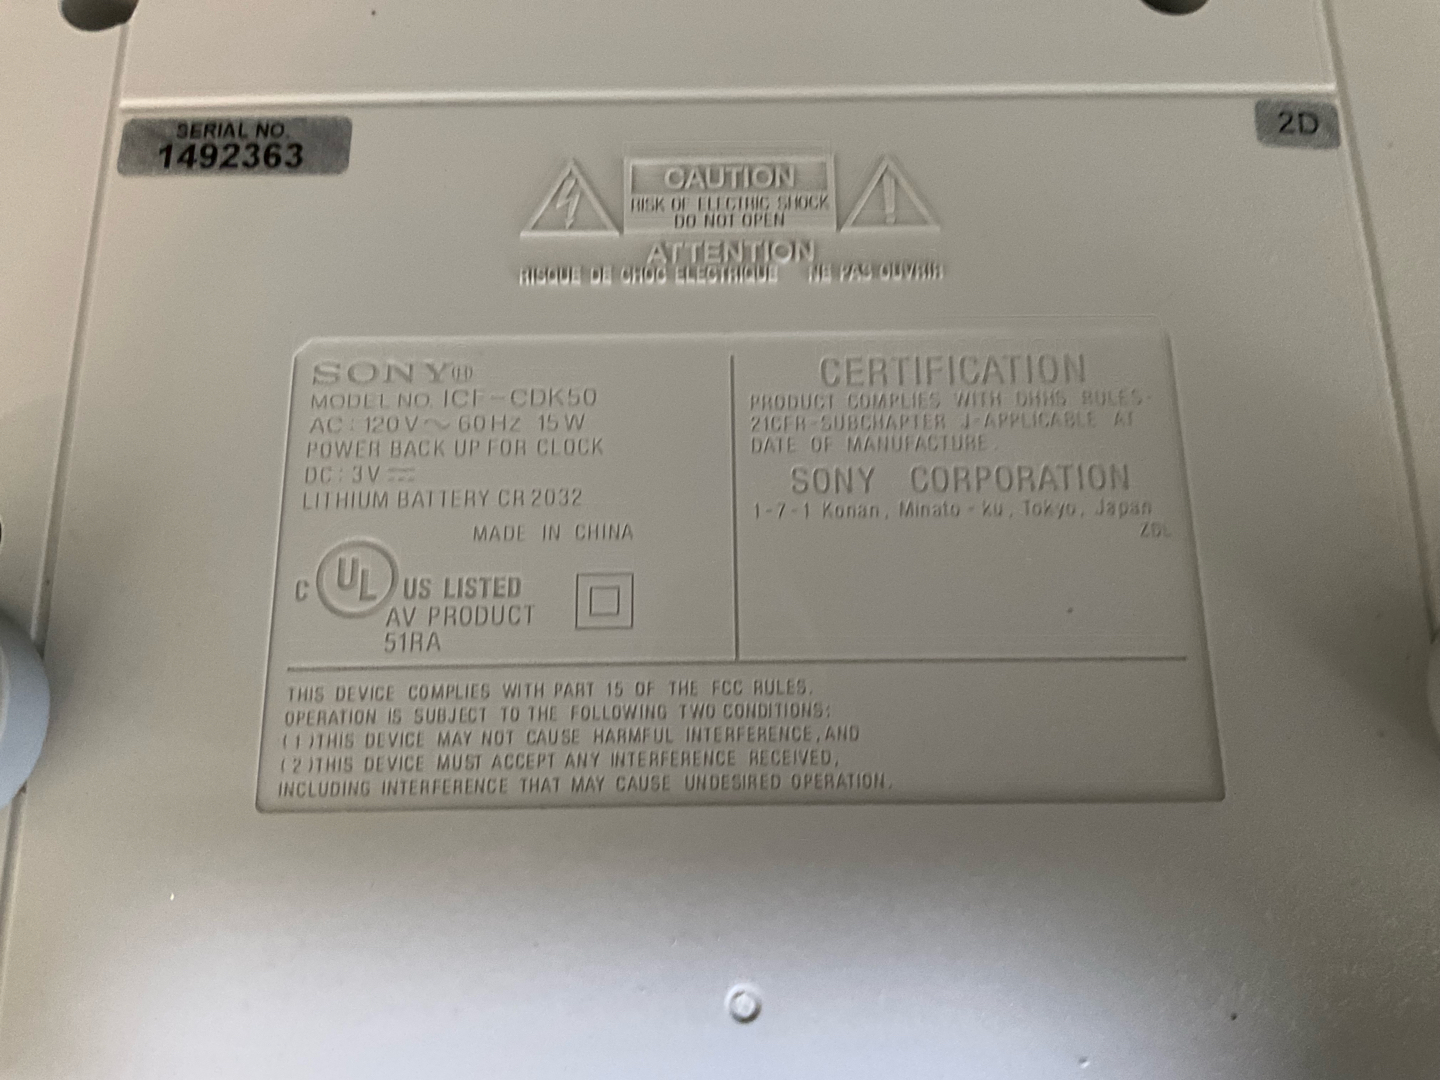 SERIAL NO.
1492363
2D
CAUTION
RISK OF ELECTRIC SHOCK
DO NOT OPEN
ATTENTION
RISQUE DE CHOC ELECTRIQUE NE PAS OUVRIR
SONY (H)
MODEL NO. ICF-CDK50
AC : 120V ~ 60HZ 15W
POWER BACK UP FOR CLOCK
DC : 3V
LITHIUM BATTERY CR2032
MADE IN CHINA
C UL US LISTED
AV PRODUCT
51RA
CERTIFICATION
PRODUCT COMPLIES WITH DHHS RULES-
21CFR-SUBCHAPTER J-APPLICABLE AT
DATE OF MANUFACTURE.
SONY CORPORATION
1-7-1 Konan, Minato-ku, Tokyo, Japan
THIS DEVICE COMPLIES WITH PART 15 OF THE FCC RULES.
OPERATION IS SUBJECT TO THE FOLLOWING TWO CONDITIONS:
(1)THIS DEVICE MAY NOT CAUSE HARMFUL INTERFERENCE,AND
(2)THIS DEVICE MUST ACCEPT ANY INTERFERENCE RECEIVED,
INCLUDING INTERFERENCE THAT MAY CAUSE UNDESIRED OPERATION.